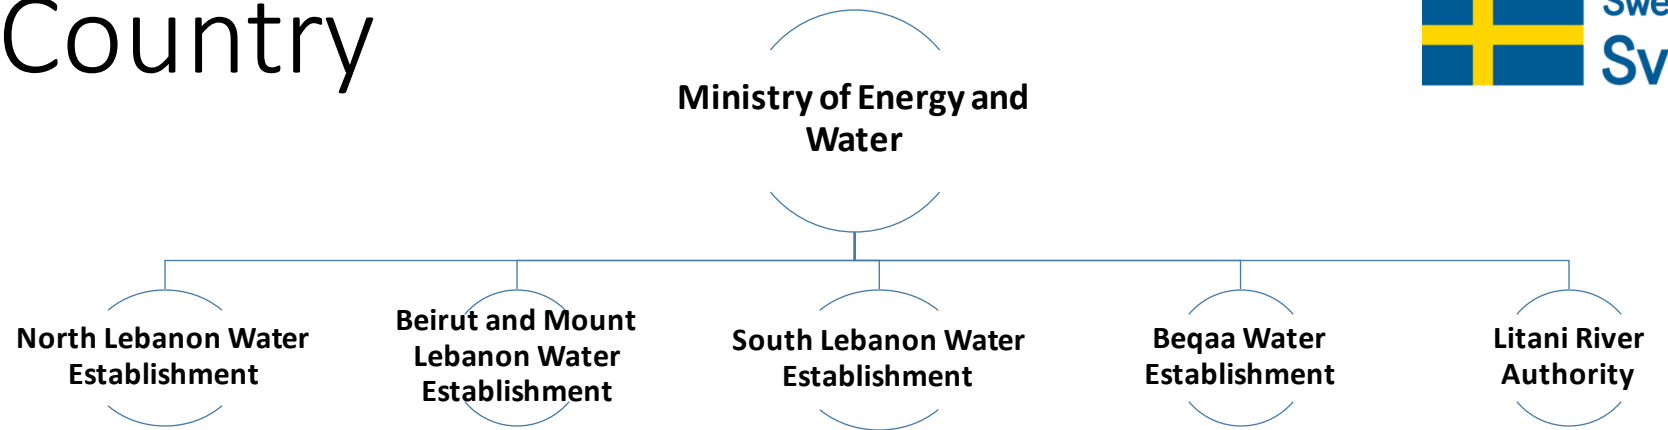 Country
Ministry of Energy and
Water
North Lebanon Water
Establishment
Beirut and Mount
Lebanon Water
Establishment
South Lebanon Water
Establishment
Beqaa Water
Establishment
Litani River
Authority